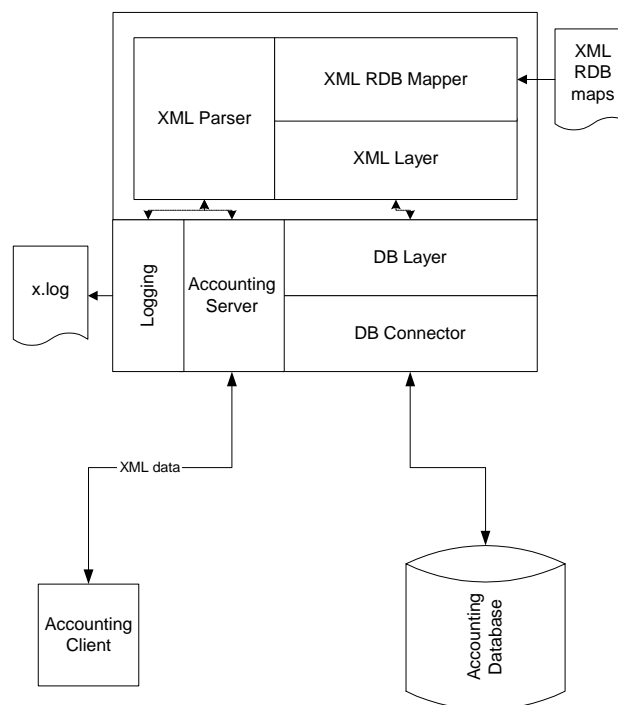 XML
RDB
maps
XML RDB Mapper
XML Parser
XML Layer
x.log
Logging
Accounting
Server
DB Layer
DB Connector
XML data
Accounting
Client
Accounting
Database